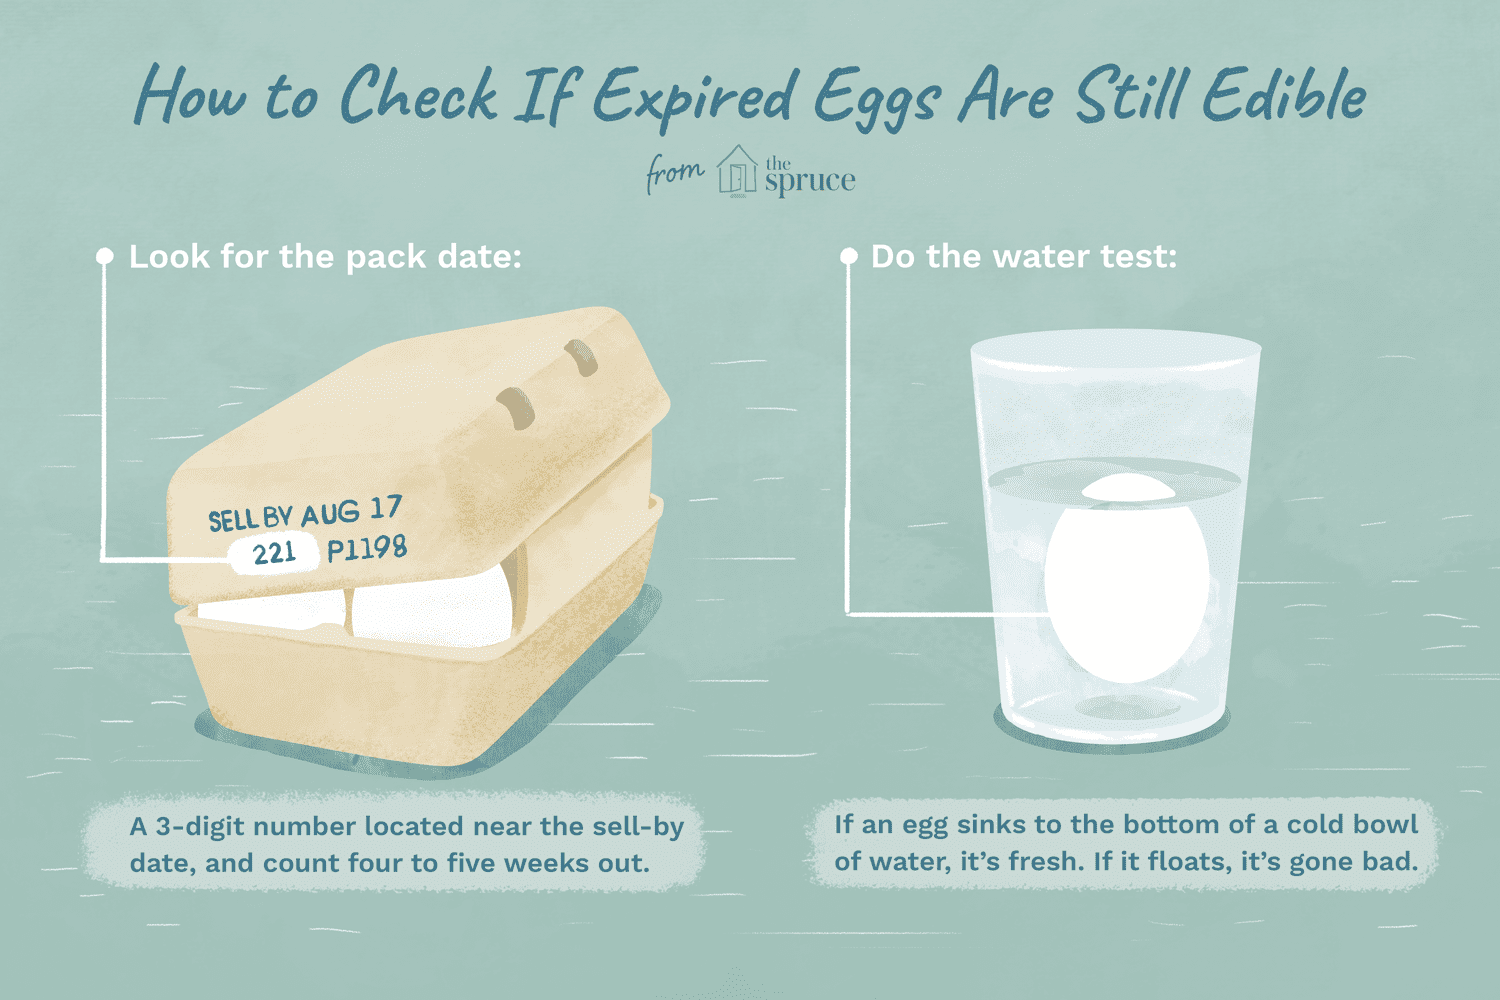 How to Check If Expired Eggs Are Still Edible
from the spruce
Look for the pack date:
SELL BY AUG 17
221 P1198
A 3-digit number located near the sell-by
date, and count four to five weeks out.
Do the water test:
If an egg sinks to the bottom of a cold bowl
of water, it's fresh. If it floats, it's gone bad.